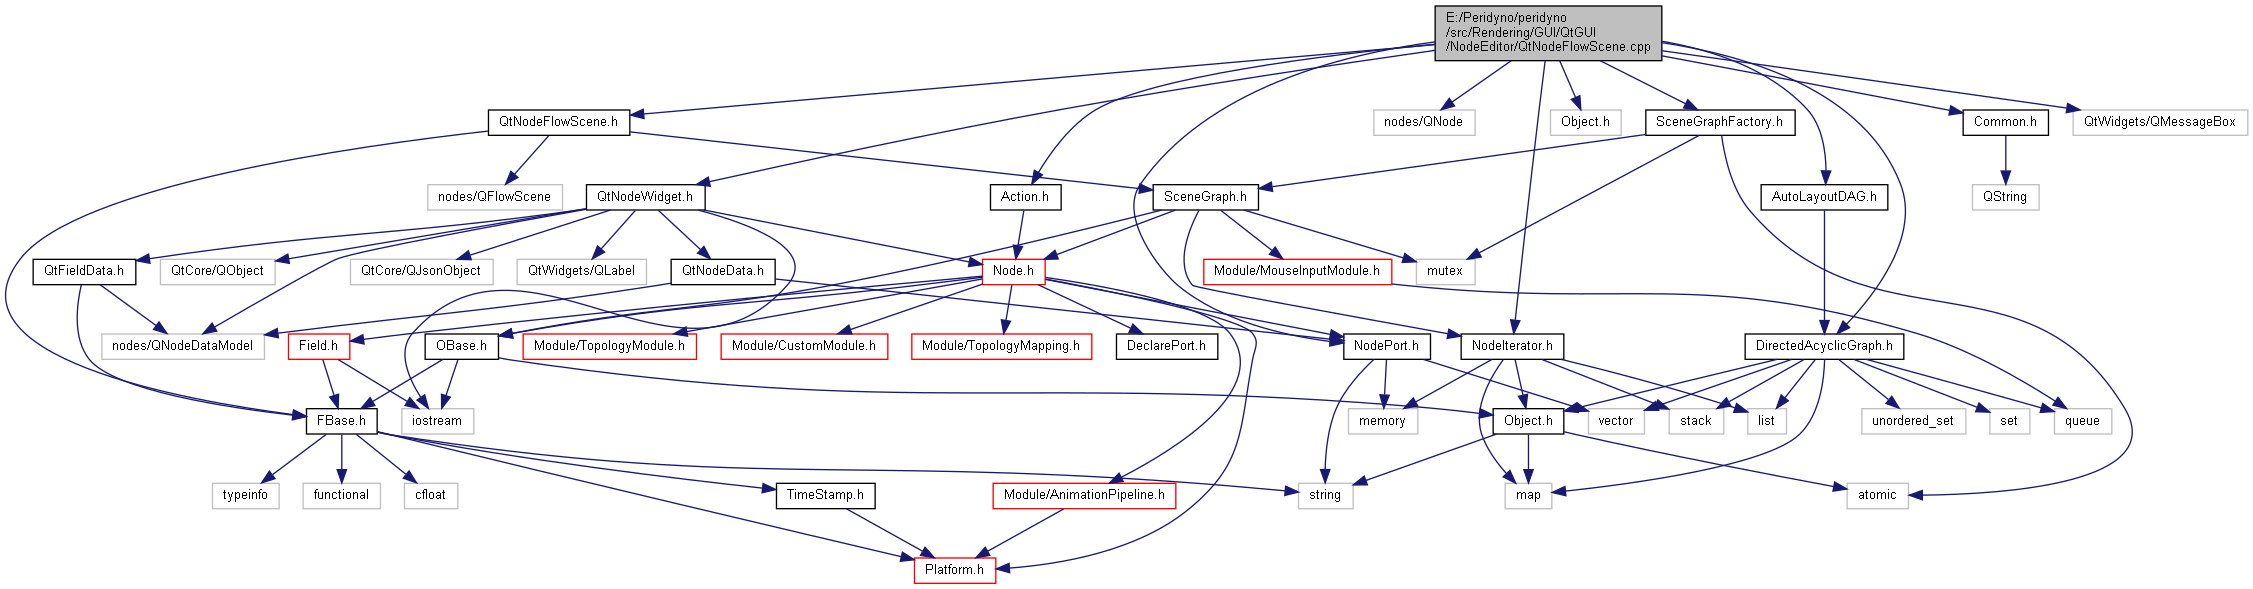 E:/Peridyno/peridyno
/src/Rendering/GUI/QtGUI
/NodeEditor/QtNodeFlowScene.cpp
QtNodeFlowScene.h
nodes/QNode
Object.h
SceneGraphFactory.h
Common.h
QtWidgets/QMessageBox
nodes/QFlowScene
QtNodeWidget.h
Action.h
SceneGraph.h
AutoLayoutDAG.h
QString
QtFieldData.h
QtCore/QObject
QtCore/QJsonObject
QtWidgets/QLabel
QtNodeData.h
Node.h
Module/MouseInputModule.h
mutex
nodes/QNodeDataModel
Field.h
OBase.h
Module/TopologyModule.h
Module/CustomModule.h
Module/TopologyMapping.h
DeclarePort.h
NodePort.h
NodeIterator.h
DirectedAcyclicGraph.h
FBase.h
iostream
memory
Object.h
vector
stack
list
unordered_set
set
queue
typeinfo
functional
cfloat
TimeStamp.h
Module/AnimationPipeline.h
string
map
atomic
Platform.h